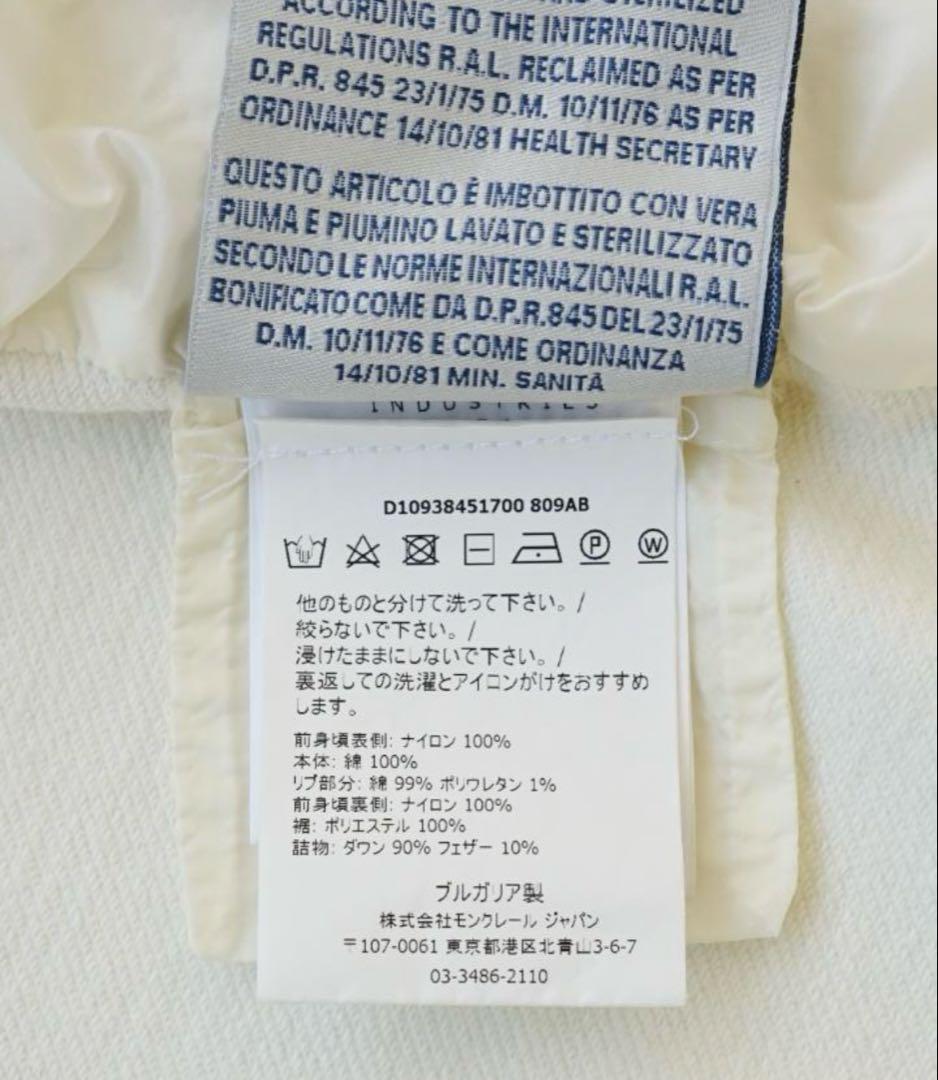 STERILIZED
ACCORDING TO THE INTERNATIONAL
REGULATIONS R.A.L. RECLAIMED AS PER
D.P.R. 845 23/1/75 D.M. 10/11/76 AS PER
ORDINANCE 14/10/81 HEALTH SECRETARY
QUESTO ARTICOLO È IMBOTTITO CON VERA
PIUMA E PIUMINO LAVATO E STERILIZZATO
SECONDO LE NORME INTERNAZIONALI R.A.L.
BONIFICATO COME DA D.P.R.845 DEL 23/1/75
D.M. 10/11/76 E COME ORDINANZA
14/10/81 MIN. SANITÀ
INDUSTRIES
D10938451700 809AB
P W
他のものと分けて洗って下さい。/
絞らないで下さい。/
浸けたままにしないで下さい。/
裏返しての洗濯とアイロンがけをおすすめ
します。
前身頃表側: ナイロン 100%
本体: 綿 100%
リブ部分: 綿 99% ポリウレタン 1%
前身頃裏側: ナイロン 100%
裾: ポリエステル 100%
詰物: ダウン 90% フェザー 10%
ブルガリア製
株式会社モンクレール ジャパン
〒107-0061 東京都港区北青山3-6-7
03-3486-2110